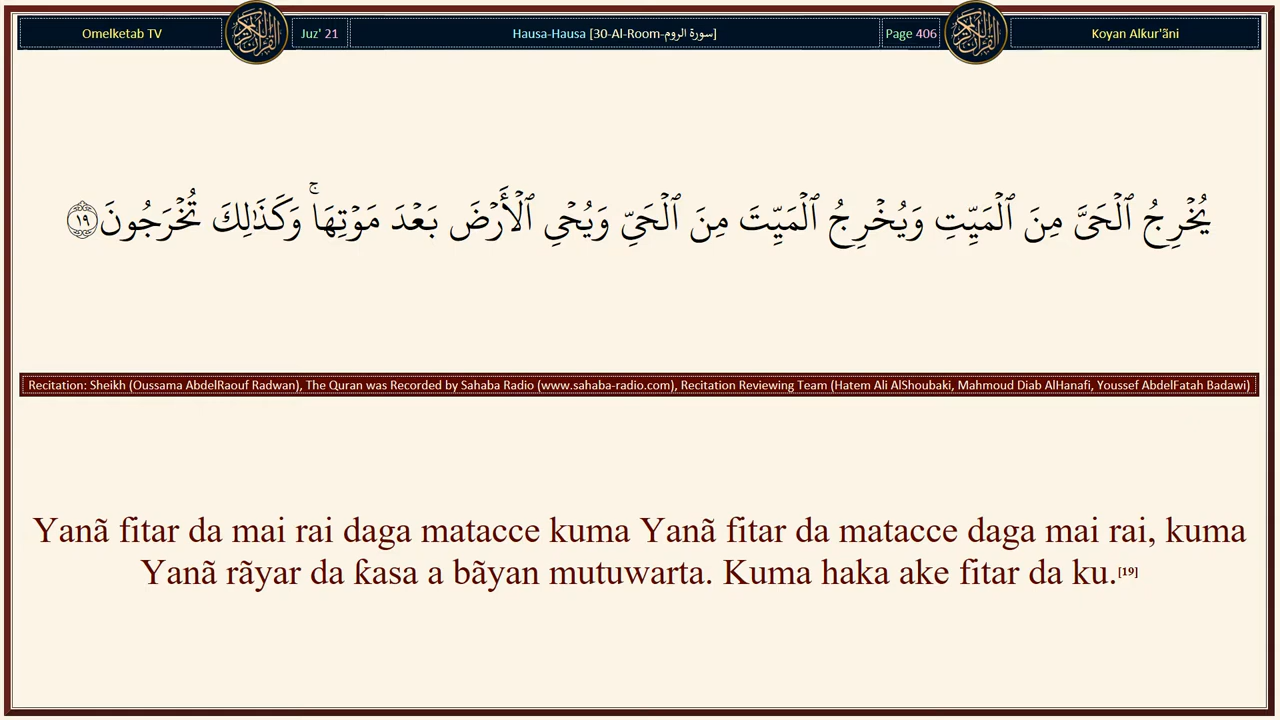 Omelketab TV
Juz' 21
Hausa-Hausa [30-Al-Room-سورة الروم]
Page 406
Koyan Alƙur'ãni
يُخۡرِجُ ٱلۡحَيَّ مِنَ ٱلۡمَيِّتِ وَيُخۡرِجُ ٱلۡمَيِّتَ مِنَ ٱلۡحَيِّ وَيُحۡيِ ٱلۡأَرۡضَ بَعۡدَ مَوۡتِهَاۚ وَكَذَٰلِكَ تُخۡرَجُونَ ١٩
Recitation: Sheikh (Oussama AbdelRaouf Radwan), The Quran was Recorded by Sahaba Radio (www.sahaba-radio.com), Recitation Reviewing Team (Hatem Ali AlShoubaki, Mahmoud Diab AlHanafi, Youssef AbdelFatah Badawi)
Yanã fitar da mai rai daga matacce kuma Yanã fitar da matacce daga mai rai, kuma
Yanã rãyar da ƙasa a bãyan mutuwarta. Kuma haka ake fitar da ku.[19]